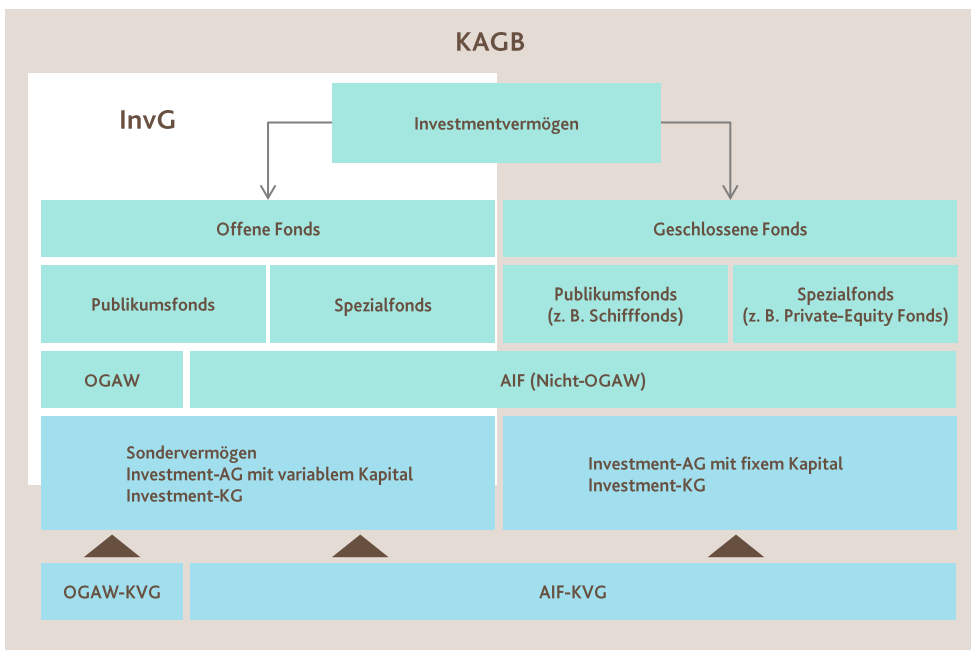 KAGB
InvG
Investmentvermögen
Offene Fonds
Geschlossene Fonds
Publikumsfonds
Spezialfonds
Publikumsfonds
(z. B. Schifffonds)
Spezialfonds
(z. B. Private-Equity Fonds)
OGAW
AIF (Nicht-OGAW)
Sondervermögen
Investment-AG mit variablem Kapital
Investment-KG
Investment-AG mit fixem Kapital
Investment-KG
OGAW-KVG
AIF-KVG